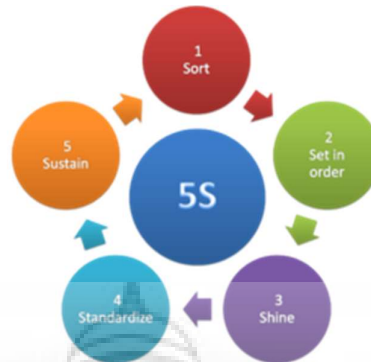 1
Sort
2
Set in
order
3
Shine
4
Standardize
5
Sustain
5S